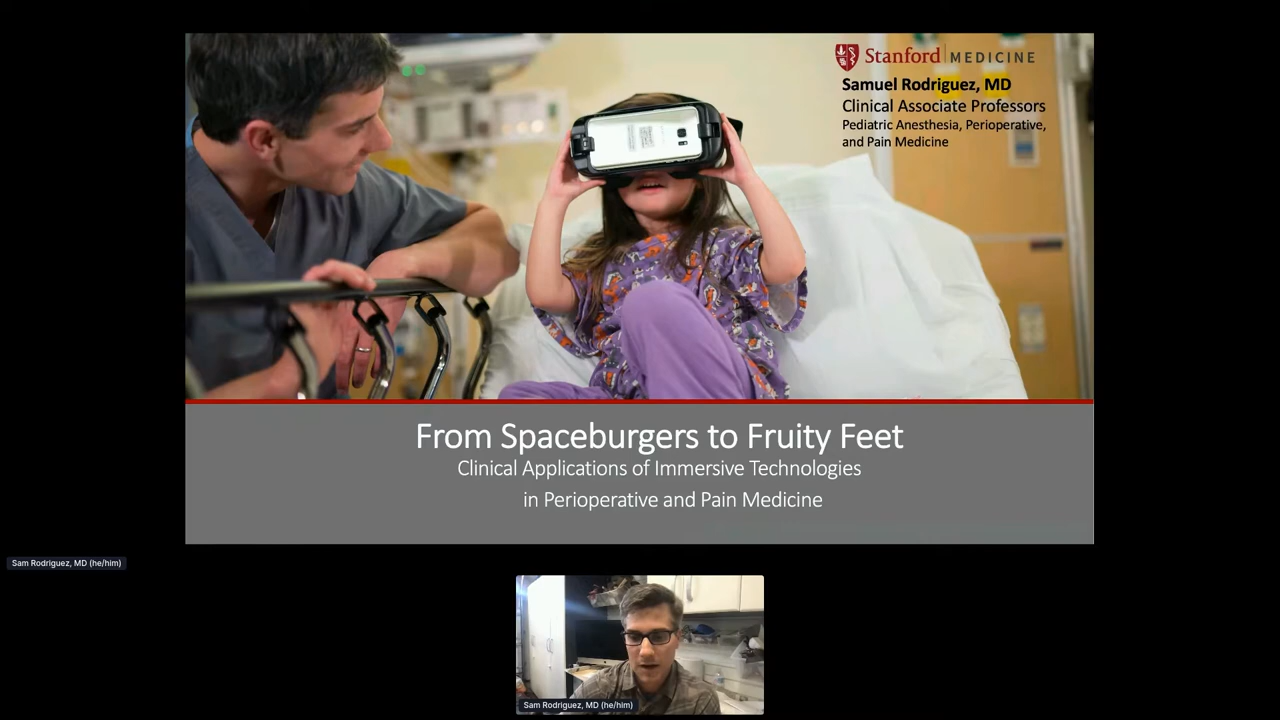 Stanford MEDICINE
Samuel Rodriguez, MD
Clinical Associate Professors
Pediatric Anesthesia, Perioperative,
and Pain Medicine
From Spaceburgers to Fruity Feet
Clinical Applications of Immersive Technologies
in Perioperative and Pain Medicine
Sam Rodriguez, MD (he/him)
Sam Rodriguez, MD (he/him)